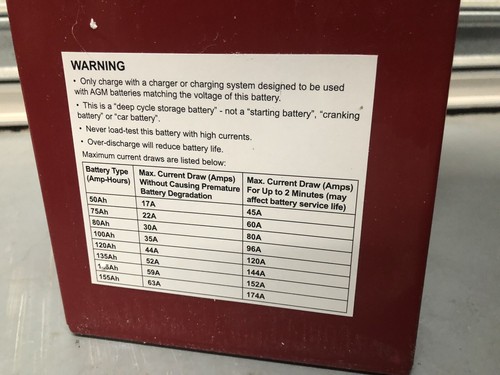 WARNING
• Only charge with a charger or charging system designed to be used
with AGM batteries matching the voltage of this battery.
• This is a "deep cycle storage battery" - not a "starting battery", "cranking
battery" or "car battery".
• Never load-test this battery with high currents.
• Over-discharge will reduce battery life.
Maximum current draws are listed below:
Battery Type
(Amp-Hours)
Max. Current Draw (Amps)
Without Causing Premature
Battery Degradation
Max. Current Draw (Amps)
For Up to 2 Minutes (may
affect battery service life)
50Ah 17A 45A
75Ah 22A 60A
80Ah 30A 80A
100Ah 35A 96A
120Ah 44A 120A
135Ah 52A 144A
59A 152A
155Ah 63A 174A